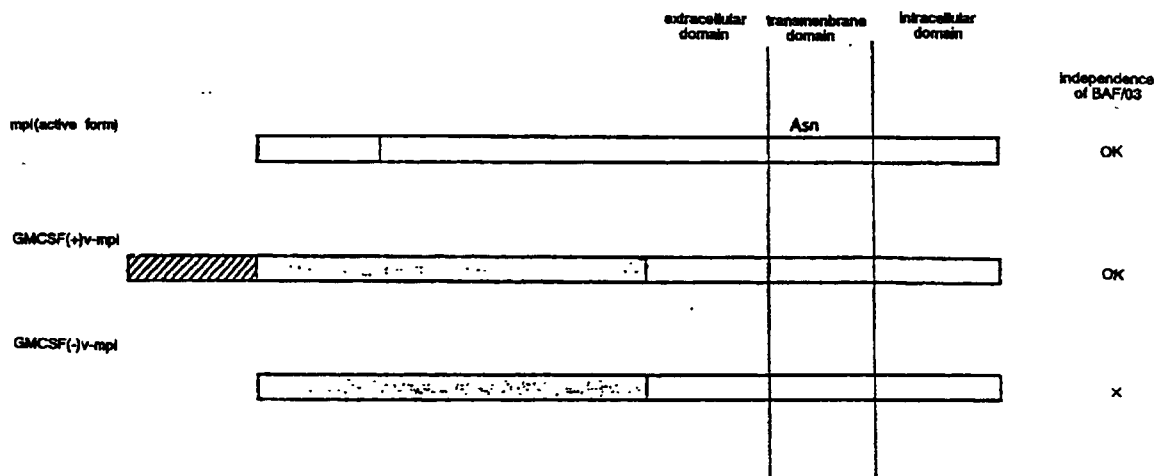 extracellular
domain
transmenbrane
domain
intracellular
domain
independence
of BAF/03
mpl(active form)
Asn
OK
GMCSF(+)v-mpl
OK
GMCSF(-)v-mpl
×